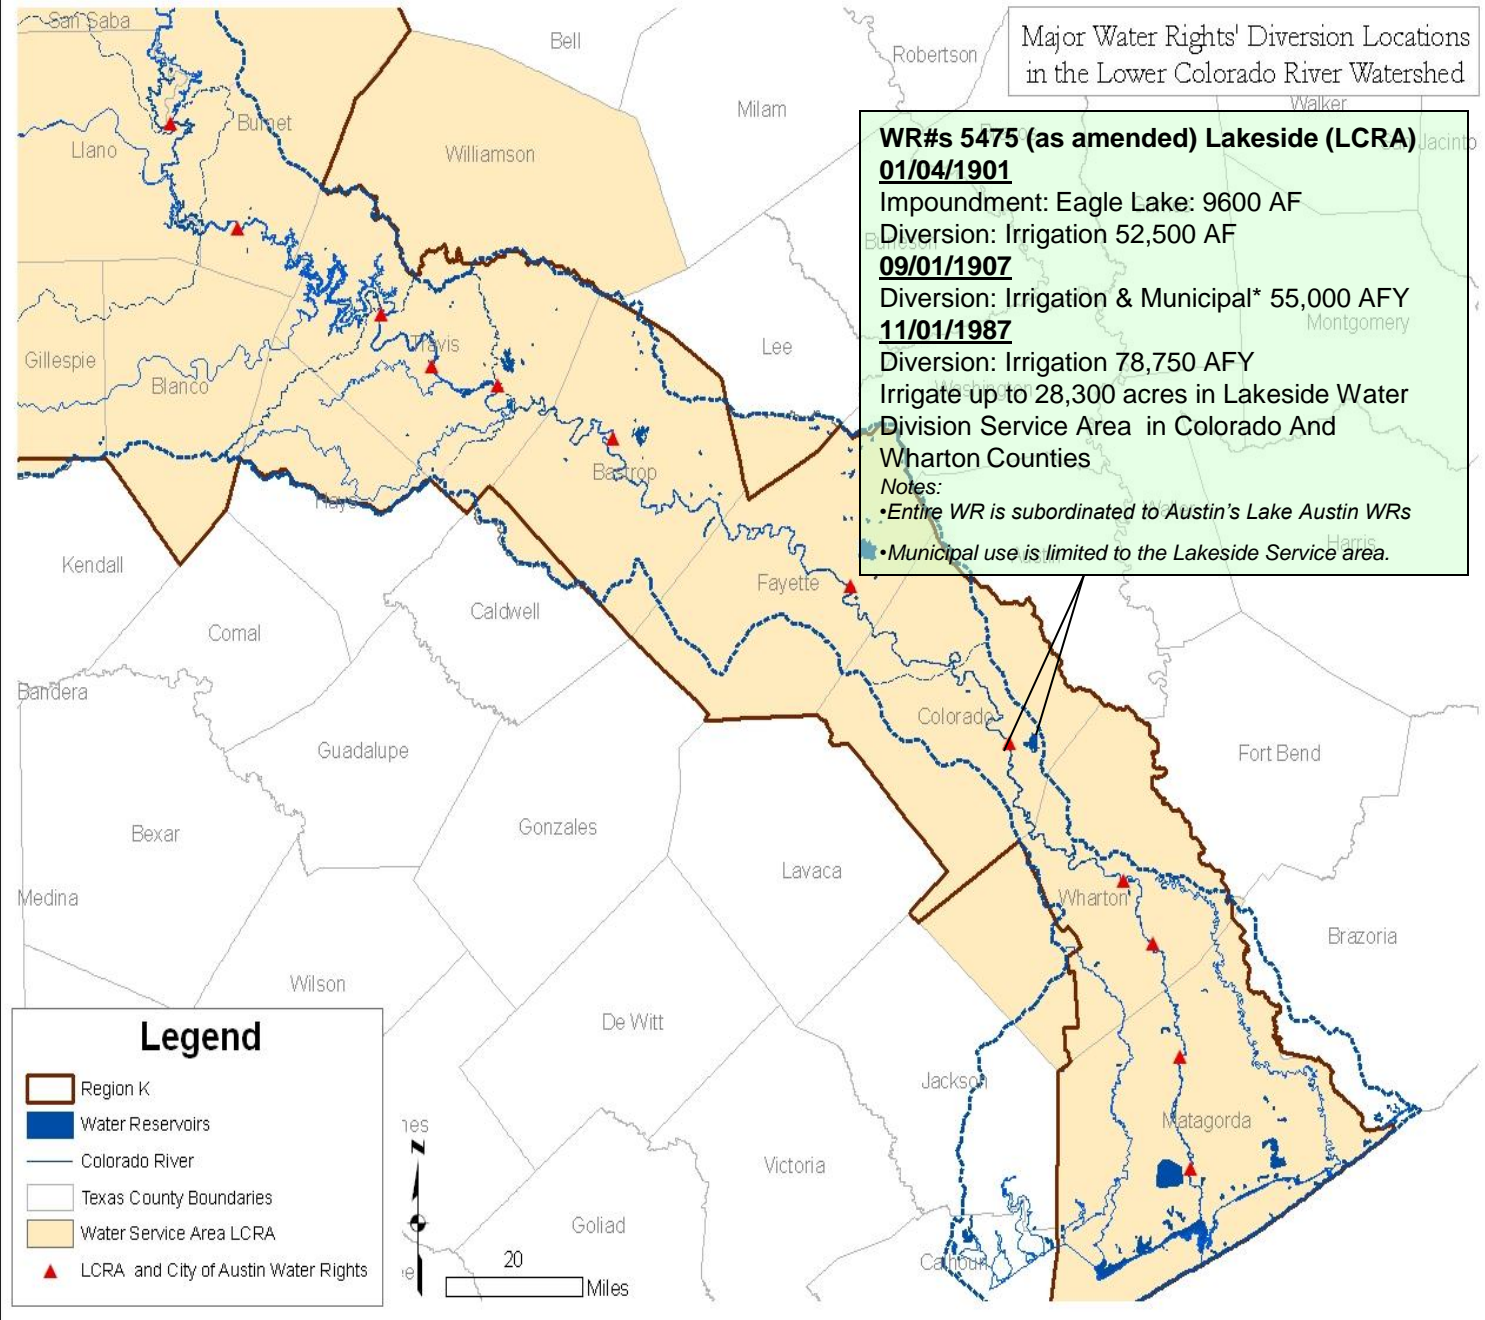 Major Water Rights' Diversion Locations
in the Lower Colorado River Watershed
San Saba
Bell
Robertson
Milam
Walker
Burnet
Llano
Williamson
Jacinto
WR#s 5475 (as amended) Lakeside (LCRA)
01/04/1901
Impoundment: Eagle Lake: 9600 AF
Diversion: Irrigation 52,500 AF
09/01/1907
Diversion: Irrigation & Municipal* 55,000 AFY
11/01/1987
Diversion: Irrigation 78,750 AFY
Irrigate up to 28,300 acres in Lakeside Water
Division Service Area in Colorado And
Wharton Counties
Notes:
•Entire WR is subordinated to Austin's Lake Austin WRs
•Municipal use is limited to the Lakeside Service area.
Burleson
Montgomery
Washington
Harris
Austin
Gillespie
Blanco
Travis
Lee
Bastrop
Hays
Kendall
Comal
Caldwell
Fayette
Bandera
Guadalupe
Colorado
Fort Bend
Bexar
Gonzales
Lavaca
Medina
Wharton
Brazoria
Wilson
De Witt
Jackson
Matagorda
Victoria
Goliad
Calhoun
Legend
Region K
Water Reservoirs
Colorado River
Texas County Boundaries
Water Service Area LCRA
LCRA and City of Austin Water Rights
nes
N
ee
20
Miles